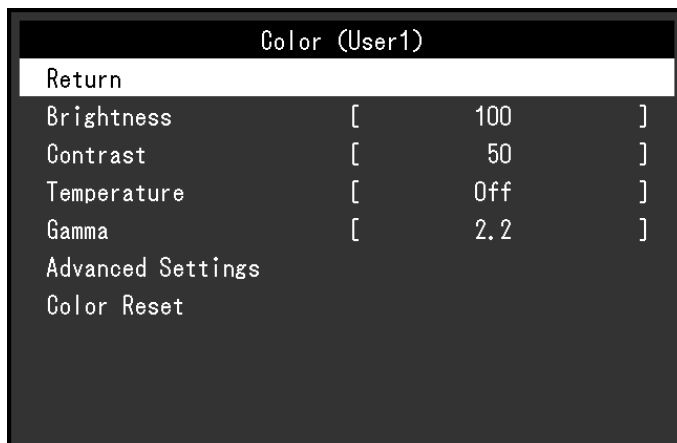 Color (User1)
Return
Brightness [ 100 ]
Contrast [ 50 ]
Temperature [ Off ]
Gamma [ 2.2 ]
Advanced Settings
Color Reset